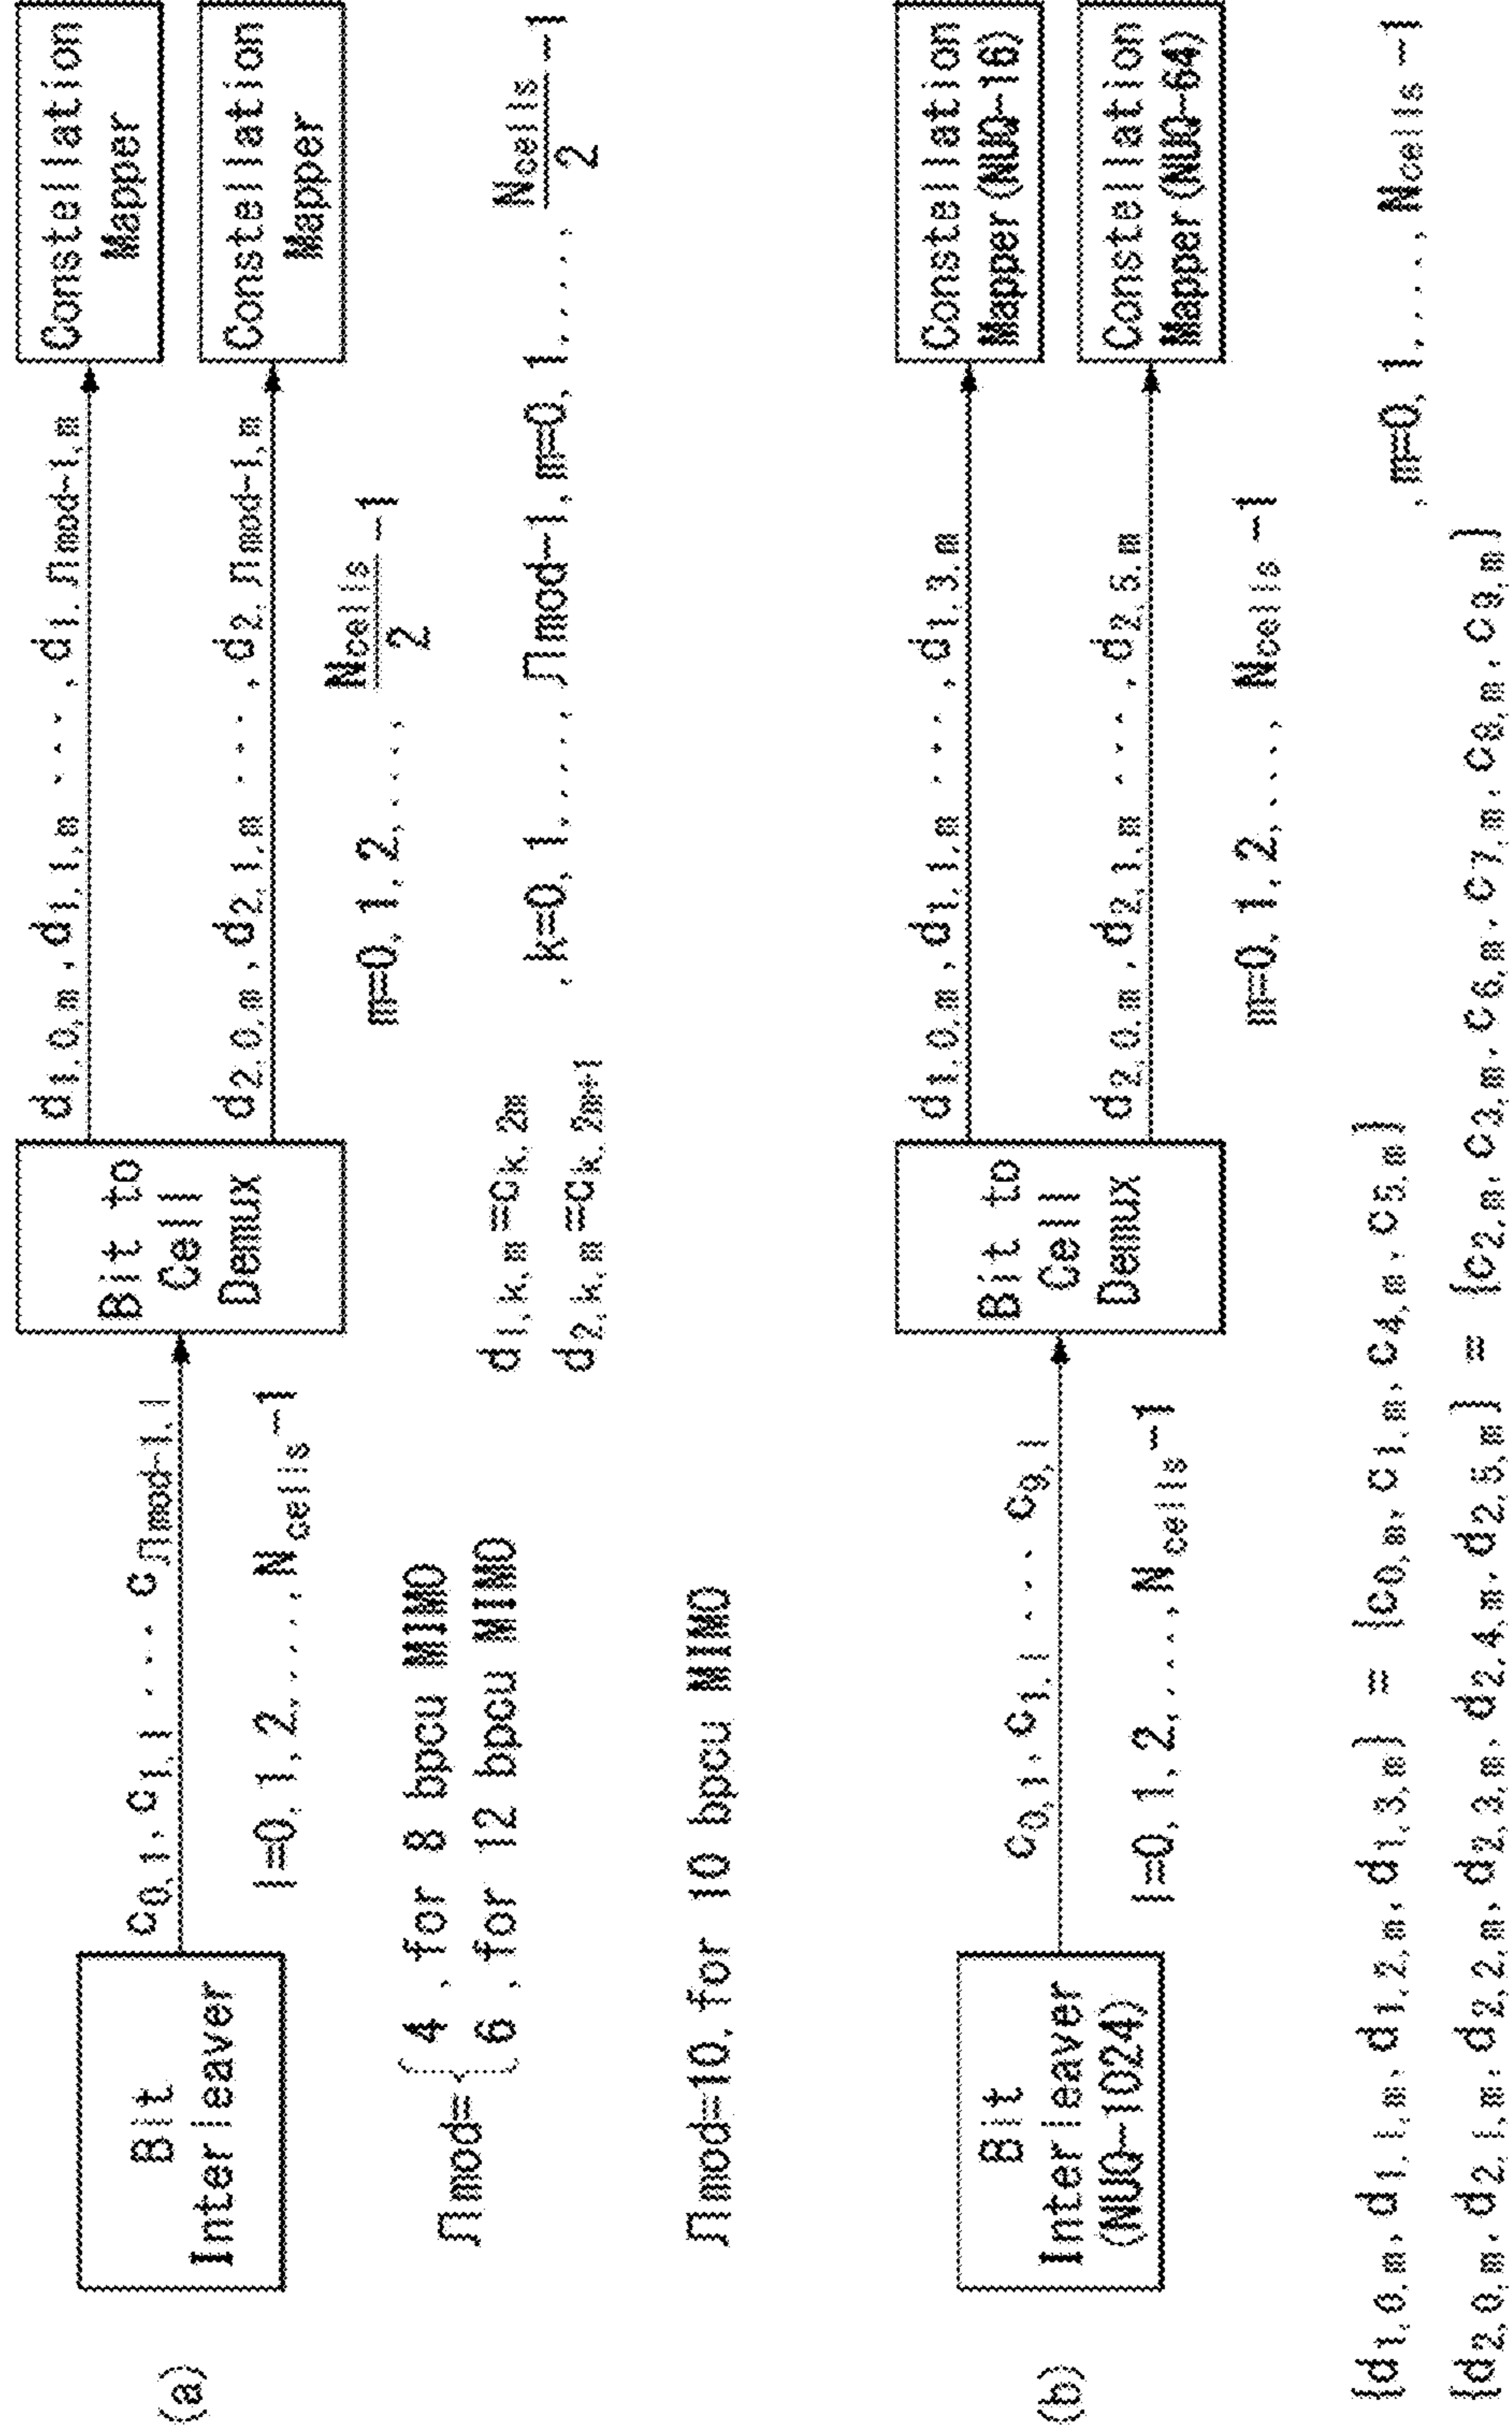 (a)
Bit
Interleaver
c0,l, c1,l ... cηmod-1,l
l=0, 1, 2, ...., Ncells-1
Bit to
Cell
Demux
d1,0,m, d1,1,m ..., d1,ηmod-1,m
d2,0,m, d2,1,m ..., d2,ηmod-1,m
m=0, 1, 2, ...., Ncells/2 -1
Constellation
Mapper
Constellation
Mapper
ηmod= { 4 , for 8 bpcu MIMO
6 , for 12 bpcu MIMO
d1,k,m=ck,2m
d2,k,m=ck,2m+1
, k=0, 1, ...., ηmod-1, m=0, 1, ...., Ncells/2 -1
ηmod=10, for 10 bpcu MIMO
(b)
Bit
Interleaver
(NUQ-1024)
c0,l, c1,l ... c9,l
l=0, 1, 2, ...., Ncells-1
Bit to
Cell
Demux
d1,0,m, d1,1,m ..., d1,3,m
d2,0,m, d2,1,m ..., d2,5,m
m=0, 1, 2, ...., Ncells-1
Constellation
Mapper(NUQ-16)
Constellation
Mapper(NUQ-64)
{d1,0,m, d1,1,m, d1,2,m, d1,3,m} = {c0,m, c1,m, c4,m, c5,m}
, m=0, 1, ...., Ncells-1
{d2,0,m, d2,1,m, d2,2,m, d2,3,m, d2,4,m, d2,5,m} = {c2,m, c3,m, c6,m, c7,m, c8,m, c9,m}